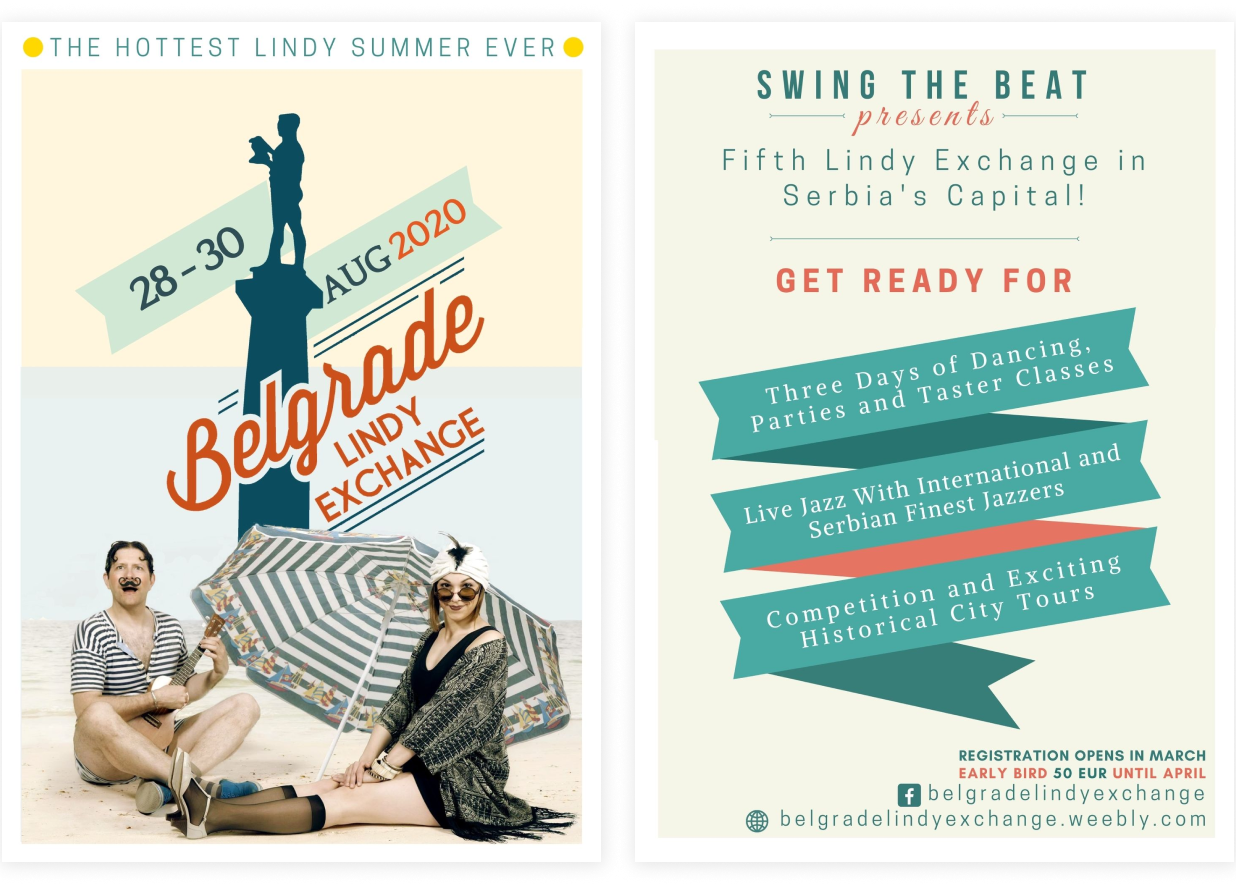 THE HOTTEST LINDY SUMMER EVER
28-30
AUG 2020
Belgrade
LINDY
EXCHANGE
SWING THE BEAT
presents
Fifth Lindy Exchange in
Serbia's Capital!
GET READY FOR
Three Days of Dancing,
Parties and Taster Classes
Live Jazz With International and
Serbian Finest Jazzers
Competition and Exciting
Historical City Tours
REGISTRATION OPENS IN MARCH
EARLY BIRD 50 EUR UNTIL APRIL
belgradelindyexchange
belgradelindyexchange.weebly.com